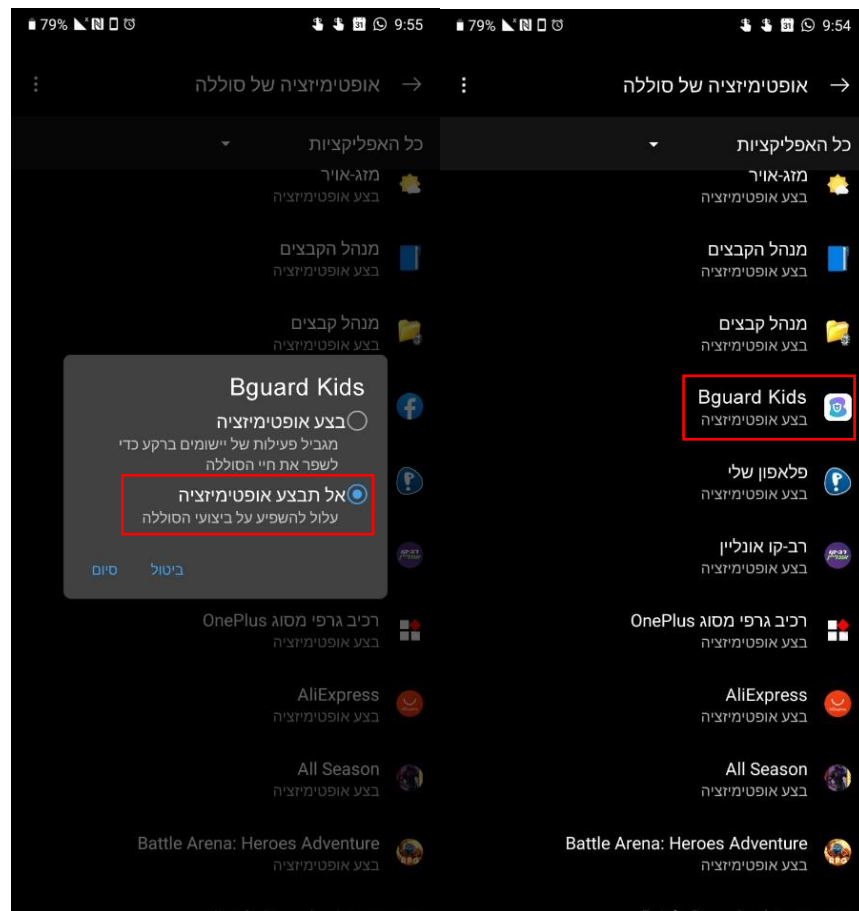 79%
9:54
אופטימיזציה של סוללה
כל האפליקציות
מזג-אויר
בצע אופטימיזציה
מנהל הקבצים
בצע אופטימיזציה
מנהל קבצים
בצע אופטימיזציה
Bguard Kids
בצע אופטימיזציה
פלאפון שלי
בצע אופטימיזציה
רב-קו אונליין
בצע אופטימיזציה
רכיב גרפי מסוג OnePlus
בצע אופטימיזציה
AliExpress
בצע אופטימיזציה
All Season
בצע אופטימיזציה
Battle Arena: Heroes Adventure
בצע אופטימיזציה
79%
9:55
אופטימיזציה של סוללה
כל האפליקציות
מזג-אויר
בצע אופטימיזציה
מנהל הקבצים
בצע אופטימיזציה
מנהל קבצים
בצע אופטימיזציה
Bguard Kids
בצע אופטימיזציה
מגביל פעילות של יישומים ברקע כדי
לשפר את חיי הסוללה
אל תבצע אופטימיזציה
עלול להשפיע על ביצועי הסוללה
ביטול
סיום
רכיב גרפי מסוג OnePlus
בצע אופטימיזציה
AliExpress
בצע אופטימיזציה
All Season
בצע אופטימיזציה
Battle Arena: Heroes Adventure
בצע אופטימיזציה